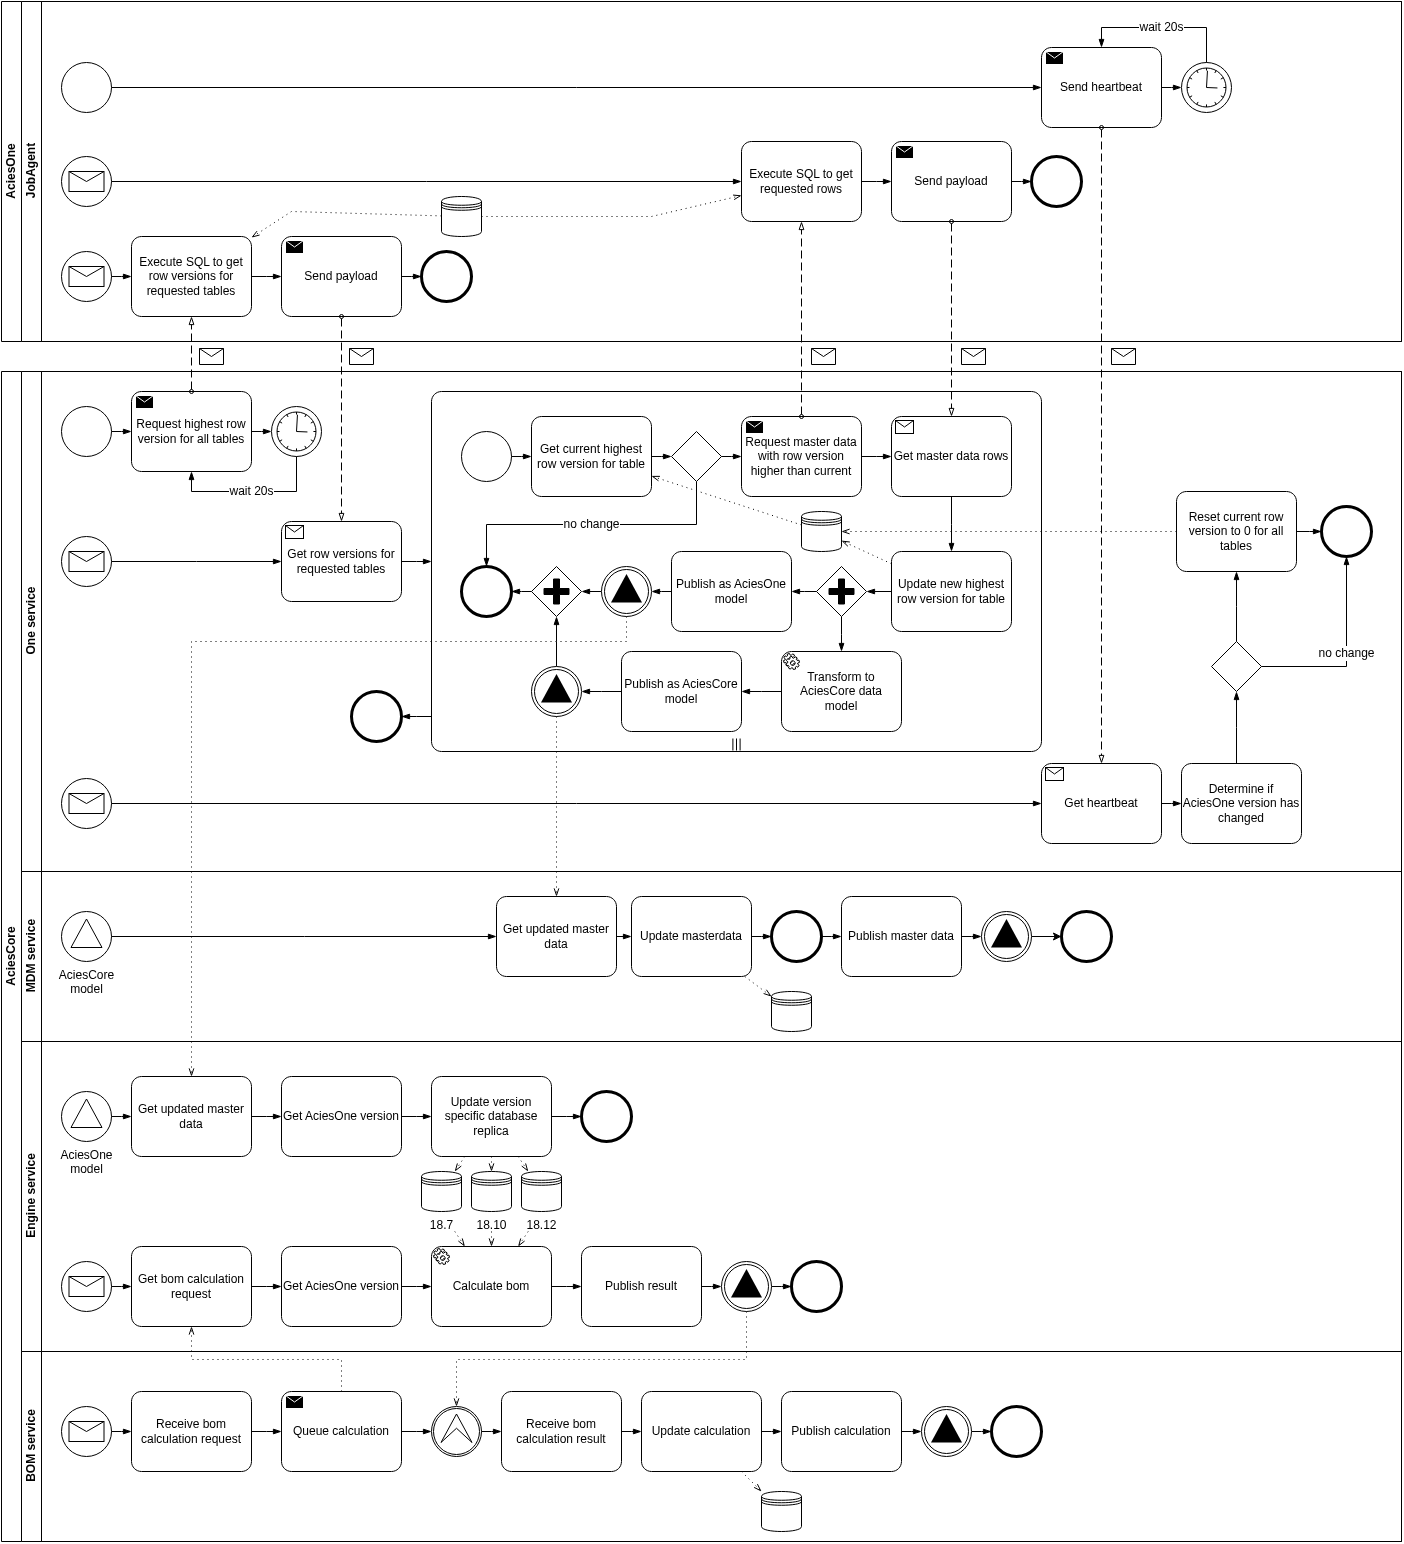 AciesOne
JobAgent
wait 20s
Send heartbeat
Execute SQL to get
requested rows
Send payload
Execute SQL to get
row versions for
requested tables
Send payload
AciesCore
One service
Request highest row
version for all tables
wait 20s
Get row versions for
requested tables
Get current highest
row version for table
no change
Request master data
with row version
higher than current
Get master data rows
Update new highest
row version for table
Publish as AciesOne
model
Transform to
AciesCore data
model
Publish as AciesCore
model
Reset current row
version to 0 for all
tables
no change
Get heartbeat
Determine if
AciesOne version has
changed
MDM service
AciesCore
model
Get updated master
data
Update masterdata
Publish master data
Engine service
AciesOne
model
Get updated master
data
Get AciesOne version
Update version
specific database
replica
18.7
18.10
18.12
Get bom calculation
request
Get AciesOne version
Calculate bom
Publish result
BOM service
Receive bom
calculation request
Queue calculation
Receive bom
calculation result
Update calculation
Publish calculation